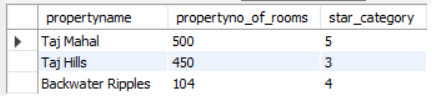 propertyname propertyno_of_rooms star_category
Taj Mahal 500 5
Taj Hills 450 3
Backwater Ripples 104 4